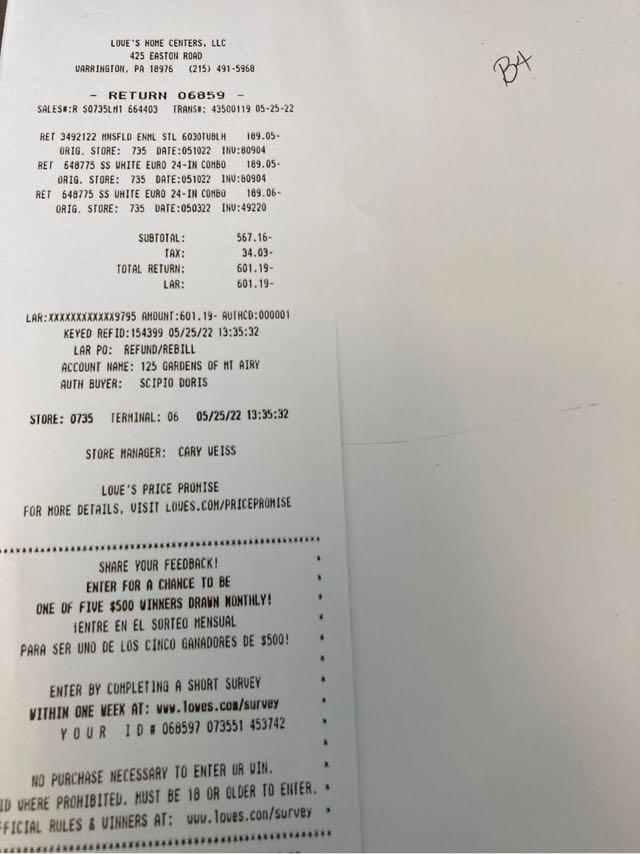 LOWE'S HOME CENTERS, LLC
425 EASTON ROAD
WARRINGTON, PA 18976 (215) 491-5968
B4
- RETURN 06859 -
SALES#:R S0735LM1 664403 TRANS#: 43500119 05-25-22
RET 3492122 MNSFLD ENML STL 6030TUBLH 189.05-
ORIG. STORE: 735 DATE:051022 INV:80904
RET 648775 SS WHITE EURO 24-IN COMBO 189.05-
ORIG. STORE: 735 DATE:051022 INV:80904
RET 648775 SS WHITE EURO 24-IN COMBO 189.06-
ORIG. STORE: 735 DATE:050322 INV:49220
SUBTOTAL: 567.16-
TAX: 34.03-
TOTAL RETURN: 601.19-
LAR: 601.19-
LAR:XXXXXXXXXXXX9795 AMOUNT:601.19- AUTHCD:000001
KEYED REFID:154399 05/25/22 13:35:32
LAR PO: REFUND/REBILL
ACCOUNT NAME: 125 GARDENS OF MT AIRY
AUTH BUYER: SCIPIO DORIS
STORE: 0735 TERMINAL: 06 05/25/22 13:35:32
STORE MANAGER: CARY WEISS
LOWE'S PRICE PROMISE
FOR MORE DETAILS, VISIT LOWES.COM/PRICEPROMISE
SHARE YOUR FEEDBACK!
ENTER FOR A CHANCE TO BE
ONE OF FIVE $500 WINNERS DRAWN MONTHLY!
¡ENTRE EN EL SORTEO MENSUAL
PARA SER UNO DE LOS CINCO GANADORES DE $500!
ENTER BY COMPLETING A SHORT SURVEY
WITHIN ONE WEEK AT: www.lowes.com/survey
YOUR ID# 068597 073551 453742
NO PURCHASE NECESSARY TO ENTER OR WIN.
ID WHERE PROHIBITED. MUST BE 18 OR OLDER TO ENTER.
FFICIAL RULES & WINNERS AT: www.lowes.com/survey